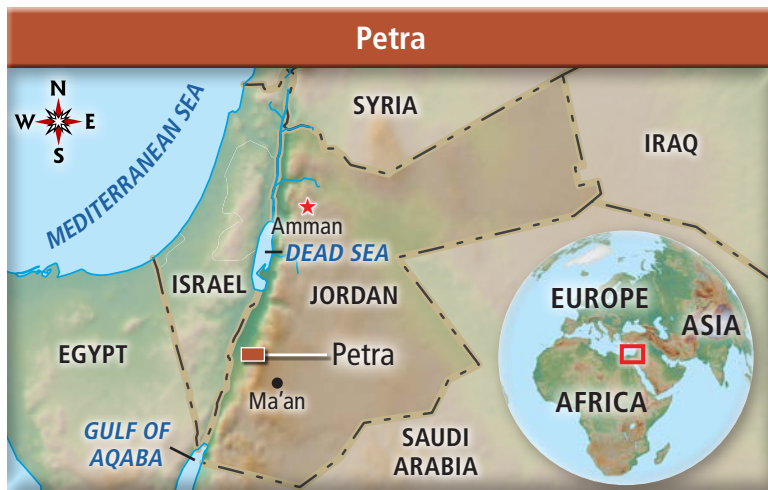 Petra
N
W E
S
MEDITERRANEAN SEA
SYRIA
IRAQ
Amman
DEAD SEA
ISRAEL
JORDAN
EGYPT
Petra
Ma'an
GULF OF
AQABA
SAUDI
ARABIA
EUROPE
ASIA
AFRICA